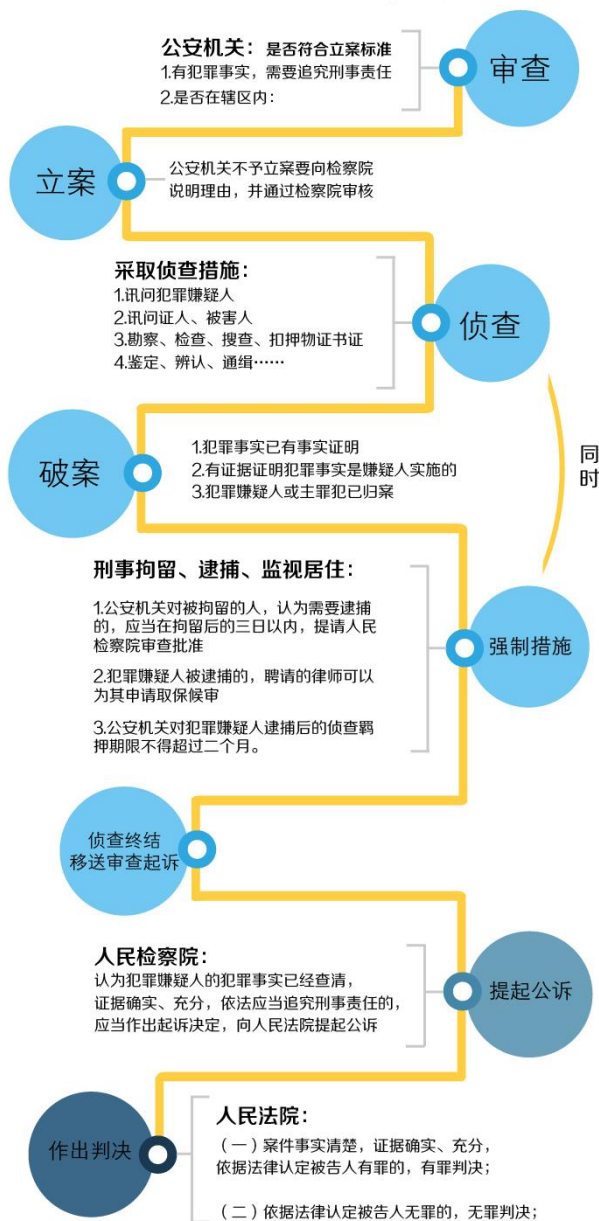 公安机关：是否符合立案标准
1.有犯罪事实，需要追究刑事责任
2.是否在辖区内：
审查
立案
公安机关不予立案要向检察院
说明理由，并通过检察院审核
采取侦查措施：
1.讯问犯罪嫌疑人
2.讯问证人、被害人
3.勘察、检查、搜查、扣押物证书证
4.鉴定、辨认、通缉……
侦查
同时
破案
1.犯罪事实已有事实证明
2.有证据证明犯罪事实是嫌疑人实施的
3.犯罪嫌疑人或主罪犯已归案
刑事拘留、逮捕、监视居住：
1.公安机关对被拘留的人，认为需要逮捕
的，应当在拘留后的三日以内，提请人民
检察院审查批准
2.犯罪嫌疑人被逮捕的，聘请的律师可以
为其申请取保候审
3.公安机关对犯罪嫌疑人逮捕后的侦查羁
押期限不得超过二个月。
强制措施
侦查终结
移送审查起诉
人民检察院：
认为犯罪嫌疑人的犯罪事实已经查清，
证据确实、充分，依法应当追究刑事责任的，
应当作出起诉决定，向人民法院提起公诉
提起公诉
作出判决
人民法院：
（一）案件事实清楚，证据确实、充分，
依据法律认定被告人有罪的，有罪判决；
（二）依据法律认定被告人无罪的，无罪判决；